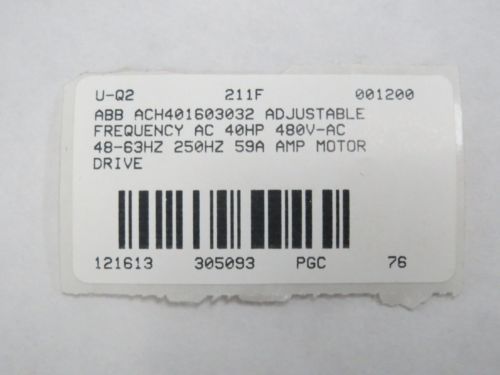 U-Q2 211F 001200
ABB ACH401603032 ADJUSTABLE
FREQUENCY AC 40HP 480V-AC
48-63HZ 250HZ 59A AMP MOTOR
DRIVE
121613 305093 PGC 76